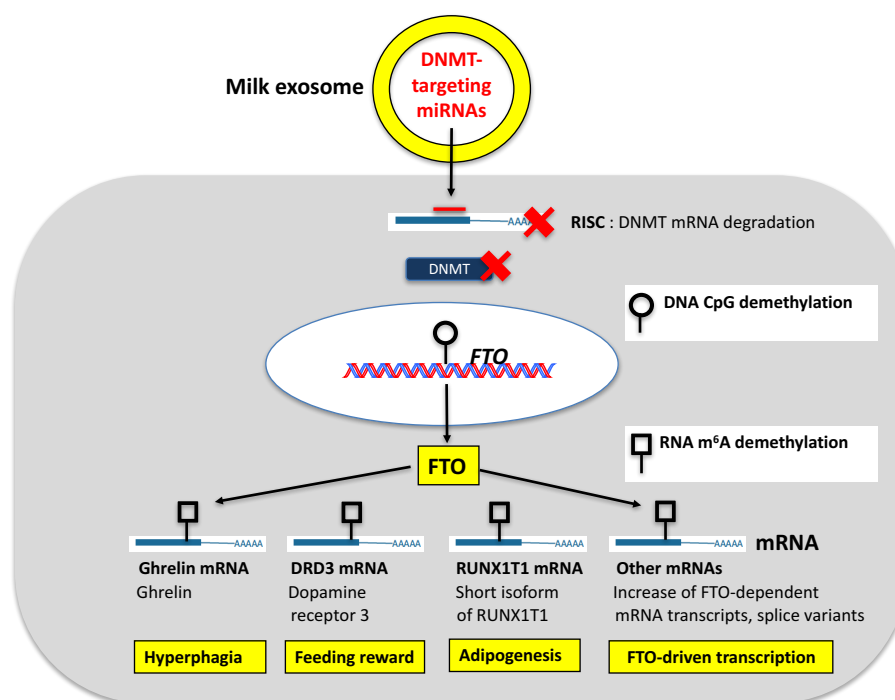 Milk exosome
DNMT-
targeting
miRNAs
AAAA
RISC : DNMT mRNA degradation
DNMT
DNA CpG demethylation
FTO
RNA m⁶A demethylation
FTO
AAAAA
AAAAA
AAAAA
AAAAA
mRNA
Ghrelin mRNA
Ghrelin
DRD3 mRNA
Dopamine
receptor 3
RUNX1T1 mRNA
Short isoform
of RUNX1T1
Other mRNAs
Increase of FTO-dependent
mRNA transcripts, splice variants
Hyperphagia
Feeding reward
Adipogenesis
FTO-driven transcription